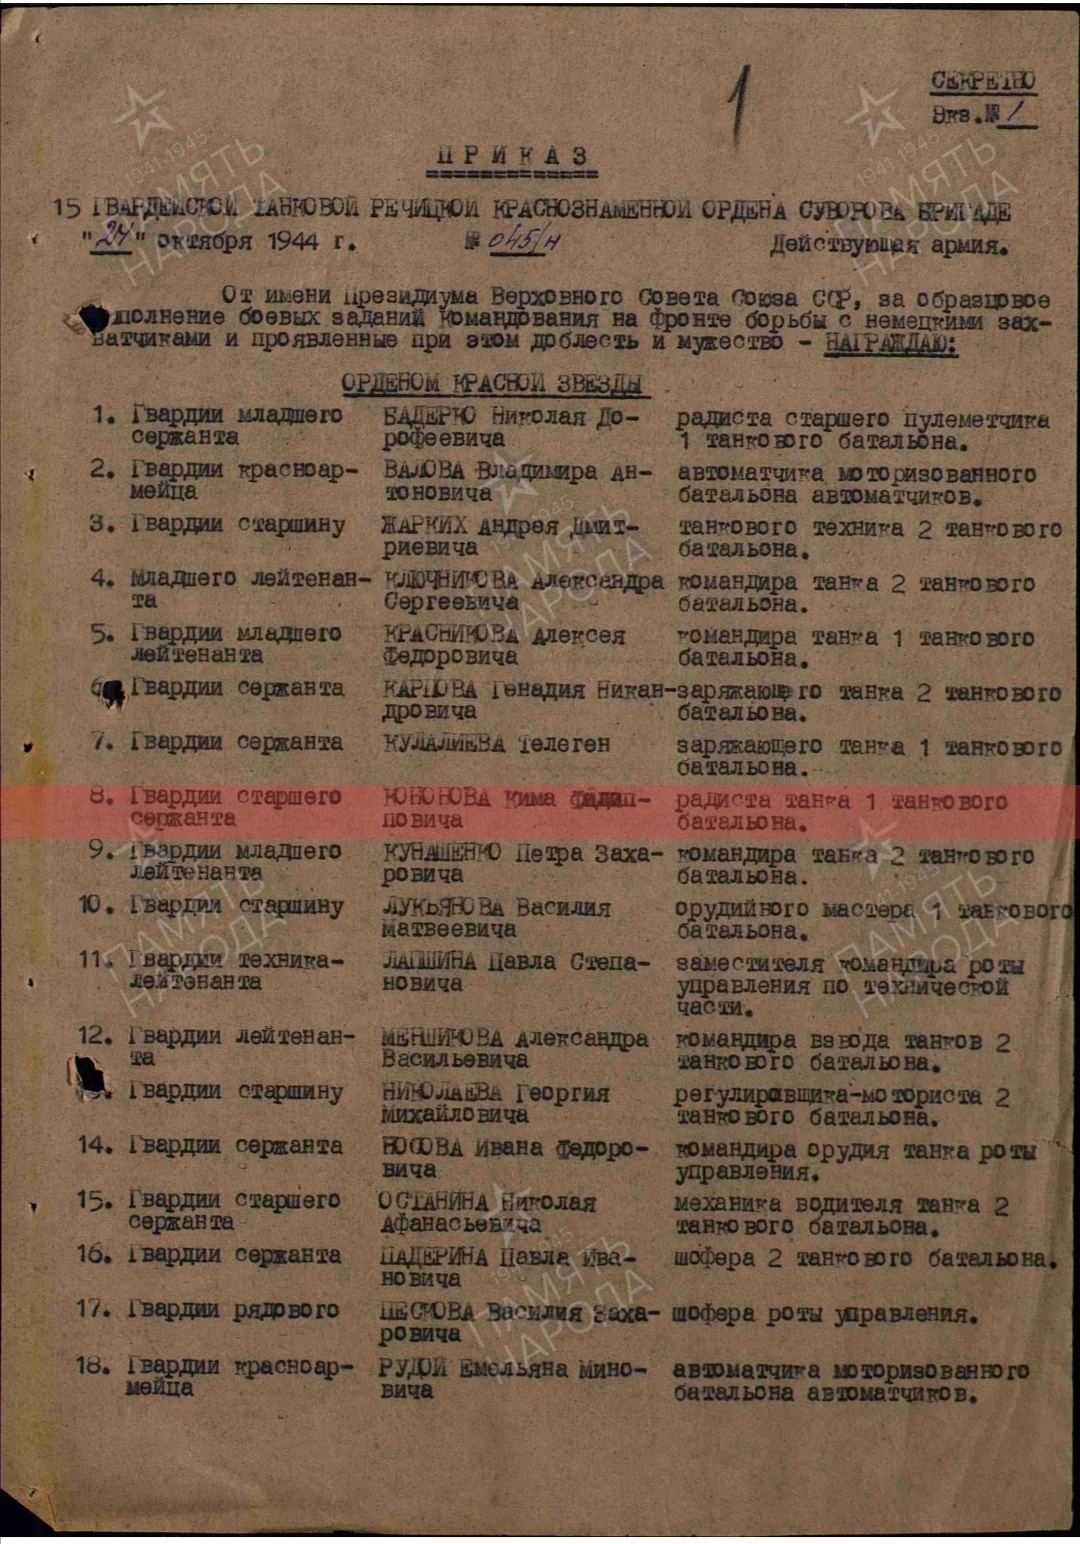 1
СЕКРЕТНО
Экз.№ 1
ПРИКАЗ
15 ГВАРДЕЙСКОЙ ТАНКОВОЙ РЕЧИЦКОЙ КРАСНОЗНАМЕННОЙ ОРДЕНА СУВОРОВА БРИГАДЕ
"24" октября 1944 г. № 045/н Действующая армия.
От имени Президиума Верховного Совета Союза ССР, за образцовое
выполнение боевых заданий Командования на фронте борьбы с немецкими зах-
ватчиками и проявленные при этом доблесть и мужество - НАГРАЖДАЮ:
ОРДЕНОМ КРАСНОЙ ЗВЕЗДЫ
1. Гвардии младшего БАДЕРКО Николая До- радиста старшего пулеметчика
сержанта рофеевича 1 танкового батальона.
2. Гвардии красноар- ВАЛОВА Владимира Ан- автоматчика моторизованного
мейца тоновича батальона автоматчиков.
3. Гвардии старшину ЖАРКИХ Андрея Дмит- танкового техника 2 танкового
риевича батальона.
4. Младшего лейтенан- КЛЮЧНИКОВА Александра командира танка 2 танкового
та Сергеевича батальона.
5. Гвардии младшего КРАСНИКОВА Алексея командира танка 1 танкового
лейтенанта Федоровича батальона.
6. Гвардии сержанта КАРПОВА Генадия Никан- заряжающего танка 2 танкового
дровича батальона.
7. Гвардии сержанта КУЛАЛИЕВА Телеген заряжающего танка 1 танкового
батальона.
8. Гвардии старшего Кима Филип- радиста танка 1 танкового
сержанта повича батальона.
9. Гвардии младшего КУНАШЕНКО Петра Заха- командира танка 2 танкового
лейтенанта ровича батальона.
10. Гвардии старшину ЛУКЬЯНОВА Василия орудийного мастера 1 танкового
Матвеевича батальона.
11. Гвардии техника- ЛАПШИНА Павла Степа- заместителя командира роты
лейтенанта новича управления по технической
части.
12. Гвардии лейтенан- МЕНШИКОВА Александра командира взвода танков 2
та Васильевича танкового батальона.
Гвардии старшину НИКОЛАЕВА Георгия регулировщика-моториста 2
Михайловича танкового батальона.
14. Гвардии сержанта НОСОВА Ивана Федоро- командира орудия танка роты
вича управления.
15. Гвардии старшего ОСТАНИНА Николая механика водителя танка 2
сержанта Афанасьевича танкового батальона.
16. Гвардии сержанта ПАДЕРИНА Павла Ива- шофера 2 танкового батальона.
новича
17. Гвардии рядового ПЕСКОВА Василия Заха- шофера роты управления.
ровича
18. Гвардии красноар- РУДОЙ Емельяна Мино- автоматчика моторизованного
мейца вича батальона автоматчиков.